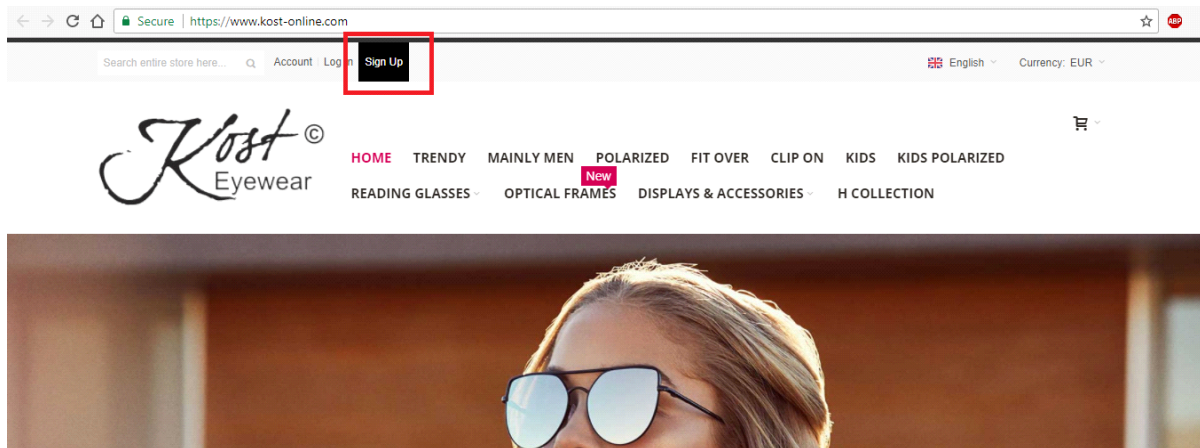 Secure | https://www.kost-online.com
ABP
Search entire store here... Account Log in Sign Up English Currency: EUR
Kost ©
Eyewear
HOME TRENDY MAINLY MEN POLARIZED FIT OVER CLIP ON KIDS KIDS POLARIZED
New
READING GLASSES OPTICAL FRAMES DISPLAYS & ACCESSORIES H COLLECTION